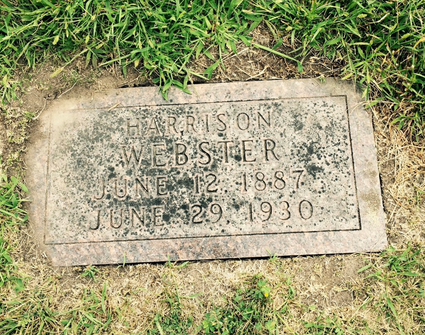 HARRISON
WEBSTER
JUNE 12, 1887
JUNE 29, 1930